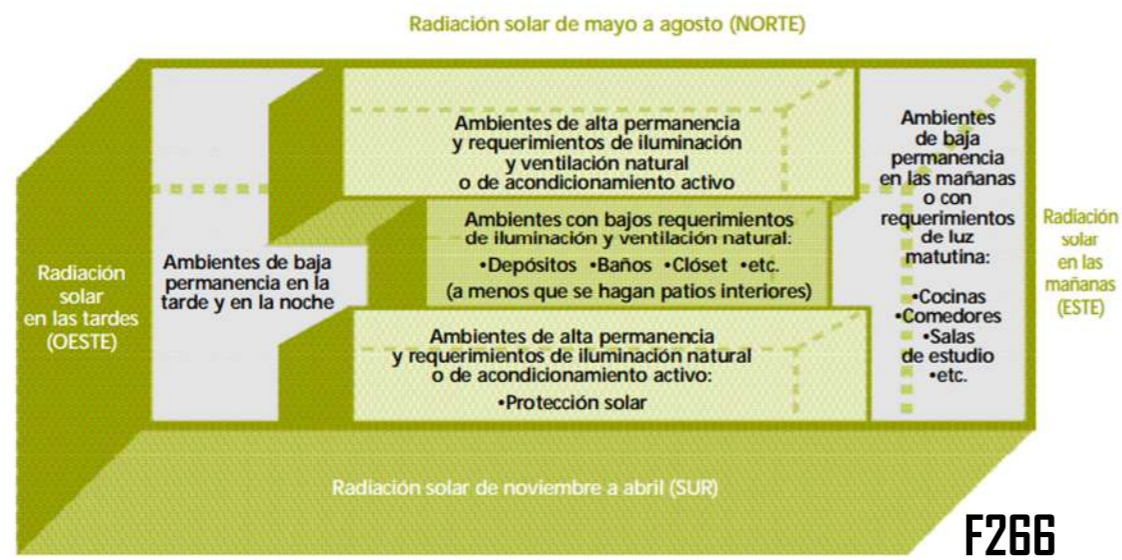 Radiación solar de mayo a agosto (NORTE)
Radiación
solar
en las tardes
(OESTE)
Ambientes de baja
permanencia en la
tarde y en la noche
Ambientes de alta permanencia
y requerimientos de iluminación
y ventilación natural
o de acondicionamiento activo
Ambientes con bajos requerimientos
de iluminación y ventilación natural:
•Depósitos •Baños •Clóset •etc.
(a menos que se hagan patios interiores)
Ambientes de alta permanencia
y requerimientos de iluminación natural
o de acondicionamiento activo:
•Protección solar
Ambientes
de baja
permanencia
en las mañanas
o con
requerimientos
de luz
matutina:
•Cocinas
•Comedores
•Salas
de estudio
•etc.
Radiación
solar
en las
mañanas
(ESTE)
Radiación solar de noviembre a abril (SUR)
F266